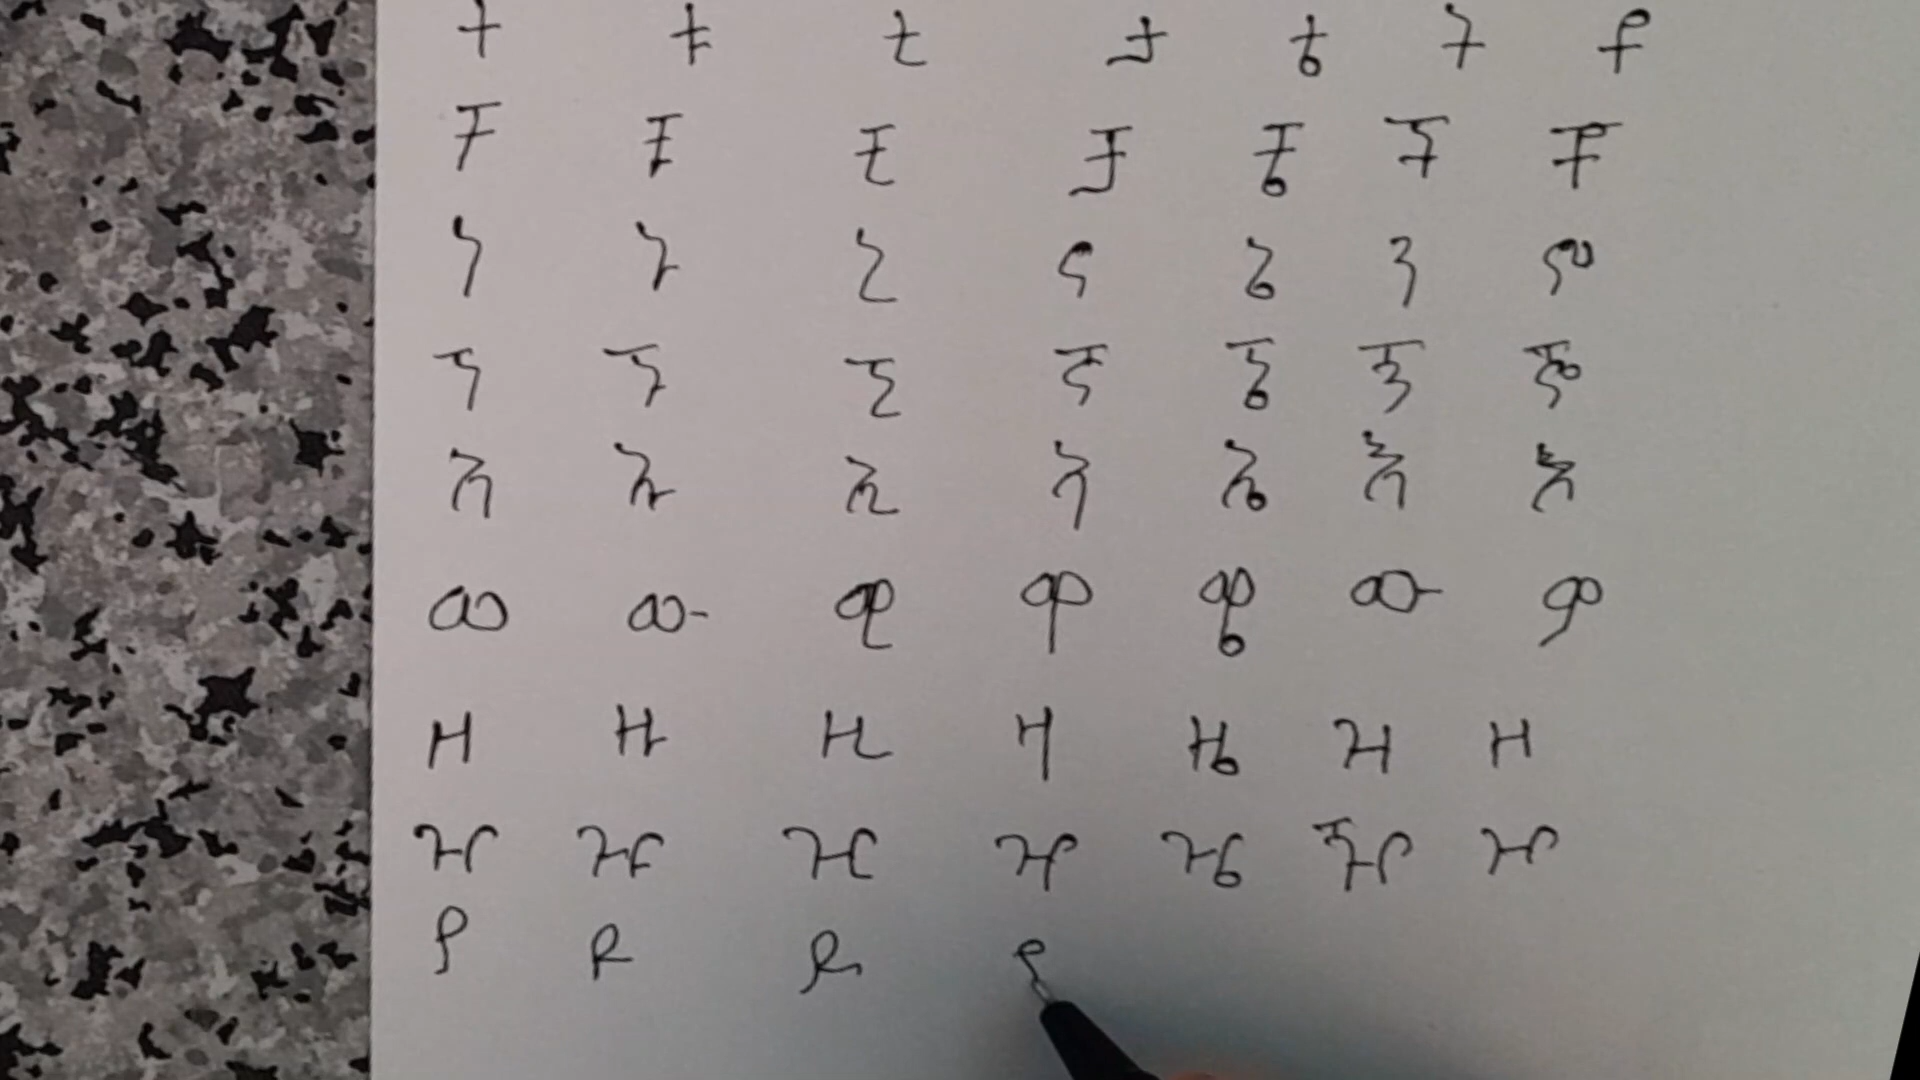 ተ ቱ ቲ ታ ቴ ት ቶ
ቸ ቹ ቺ ቻ ቼ ች ቾ
ነ ኑ ኒ ና ኔ ን ኖ
ኘ ኙ ኚ ኛ ኜ ኝ ኞ
አ ኡ ኢ ኣ ኤ እ ኦ
ወ ዉ ዊ ዋ ዌ ው ዎ
ዘ ዙ ዚ ዛ ዜ ዝ ዞ
ዠ ዡ ዢ ዣ ዤ ዥ ዦ
የ ዩ ዪ